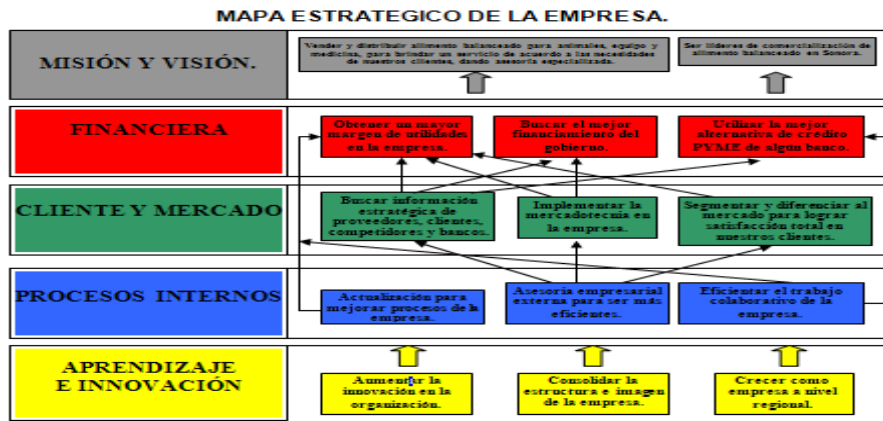 MAPA ESTRATEGICO DE LA EMPRESA.
MISIÓN Y VISIÓN.
Vender y distribuir alimento balanceado para animales, equipo y
medicina, para brindar un servicio de acuerdo a las necesidades
de nuestros clientes, dando asesoría especializada.
Ser líderes de comercialización de
alimento balanceado en Sonora.
FINANCIERA
Obtener un mayor
margen de utilidades
en la empresa.
Buscar el mejor
financiamiento del
gobierno.
Utilizar la mejor
alternativa de crédito
PYME de algún banco.
CLIENTE Y MERCADO
Buscar información
estratégica de
proveedores, clientes,
competidores y bancos.
Implementar la
mercadotecnia en
la empresa.
Segmentar y diferenciar al
mercado para lograr
satisfacción total en
nuestros clientes.
PROCESOS INTERNOS
Actualización para
mejorar procesos de la
empresa.
Asesoría empresarial
externa para ser más
eficientes.
Eficientar el trabajo
colaborativo de la
empresa.
APRENDIZAJE
E INNOVACIÓN
Aumentar la
innovación en la
organización.
Consolidar la
estructura e imagen
de la empresa.
Crecer como
empresa a nivel
regional.